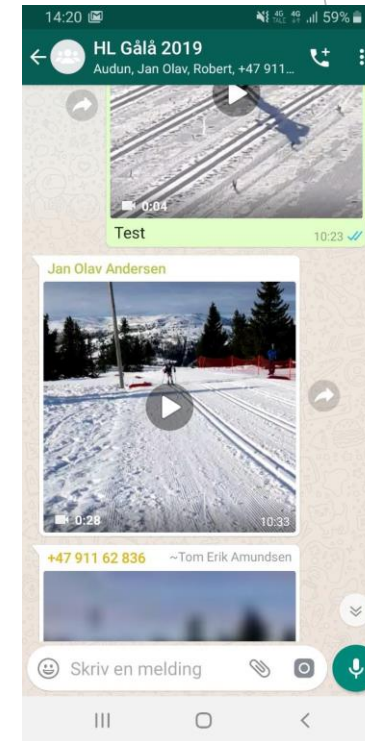 14:20 59%
HL Gålå 2019
Audun, Jan Olav, Robert, +47 911...
0:04
Test 10:23
Jan Olav Andersen
0:28 10:33
+47 911 62 836 ~Tom Erik Amundsen
Skriv en melding